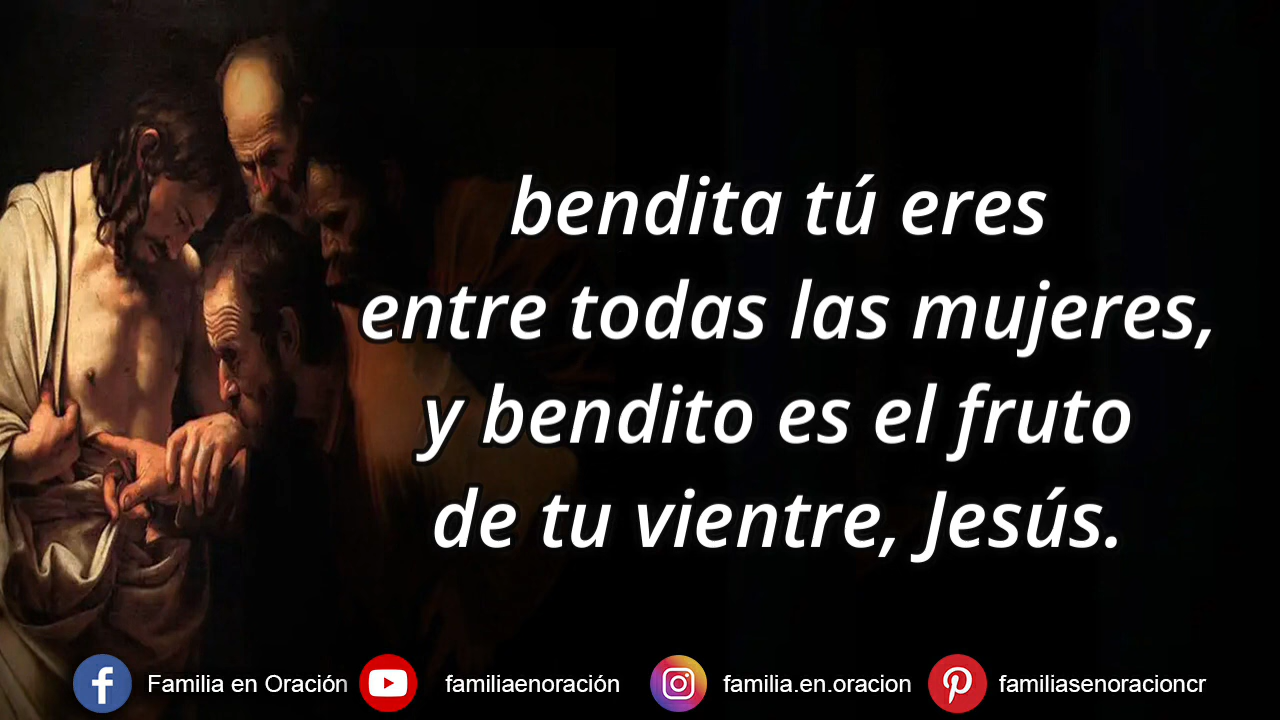 bendita tú eres
entre todas las mujeres,
y bendito es el fruto
de tu vientre, Jesús.
Familia en Oración familiaenoración familia.en.oracion familiasenoracioncr